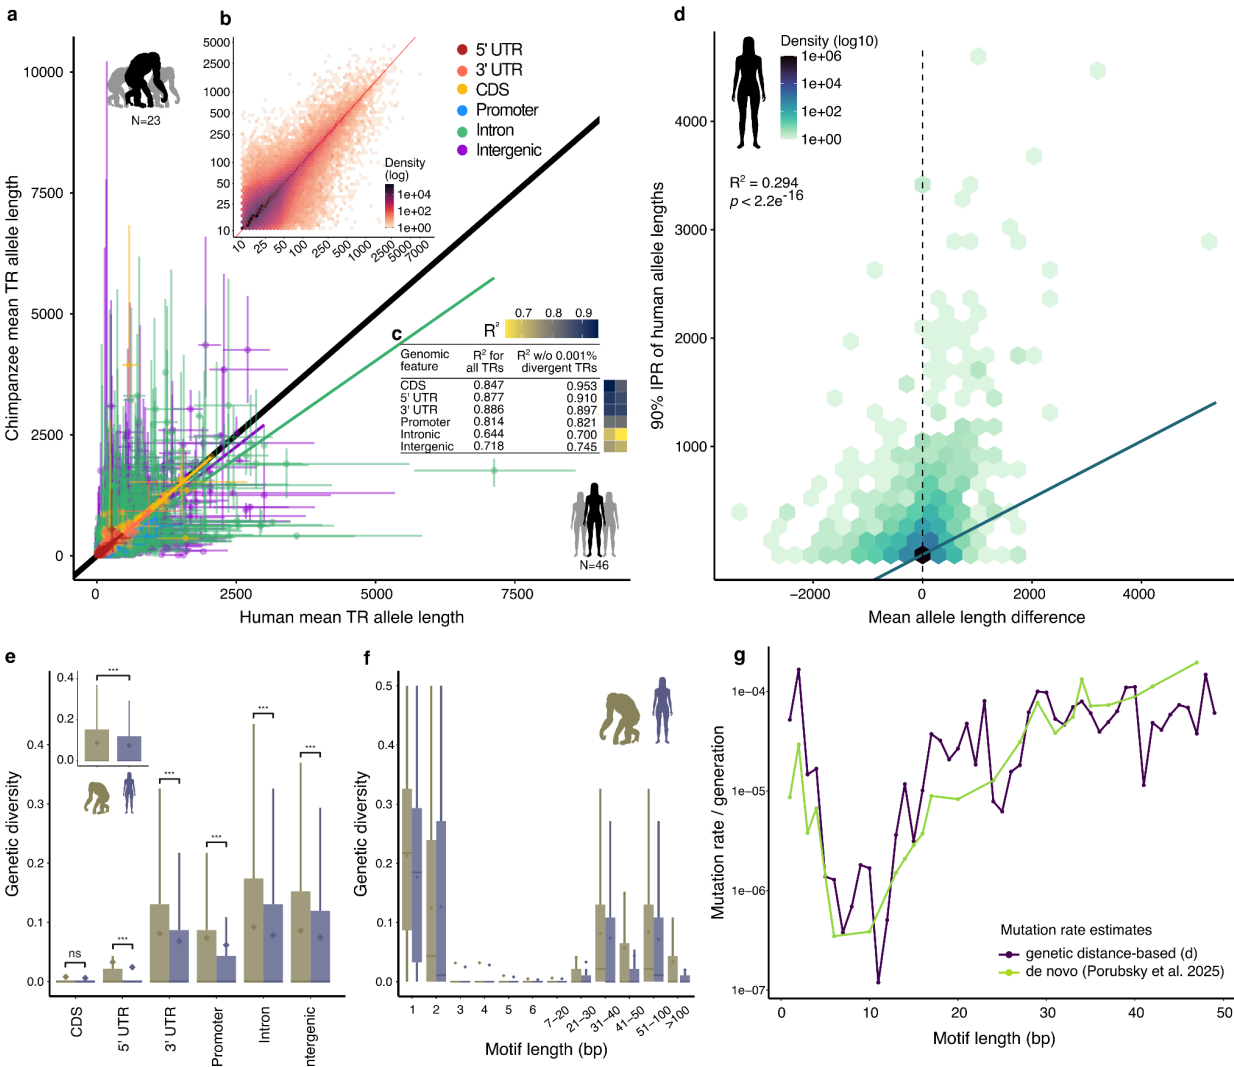 a
10000
7500
5000
2500
0
Chimpanzee mean TR allele length
0
2500
5000
7500
Human mean TR allele length
N=23
N=46
b
5000
2500
1000
500
250
100
50
25
10
10
25
50
100
250
500
1000
2500
5000
7000
Density
(log)
1e+04
1e+02
1e+00
5' UTR
3' UTR
CDS
Promoter
Intron
Intergenic
c
R²
0.7 0.8 0.9
Genomic feature R² for all TRs R² w/o 0.001% divergent TRs
CDS 0.847 0.953
5' UTR 0.877 0.910
3' UTR 0.886 0.897
Promoter 0.814 0.821
Intronic 0.644 0.700
Intergenic 0.718 0.745
d
Density (log10)
1e+06
1e+04
1e+02
1e+00
R² = 0.294
p < 2.2e⁻¹⁶
4000
3000
2000
1000
90% IPR of human allele lengths
−2000
0
2000
4000
Mean allele length difference
e
0.4
0.2
0.0
***
0.4
0.3
0.2
0.1
0.0
Genetic diversity
ns
***
***
***
***
***
CDS
5' UTR
3' UTR
Promoter
Intron
ntergenic
f
0.5
0.4
0.3
0.2
0.1
0.0
Genetic diversity
1
2
3
4
5
6
7−20
21−30
31−40
41−50
51−100
>100
Motif length (bp)
g
1e−04
1e−05
1e−06
1e−07
Mutation rate / generation
0
10
20
30
40
50
Motif length (bp)
Mutation rate estimates
genetic distance-based (d)
de novo (Porubsky et al. 2025)